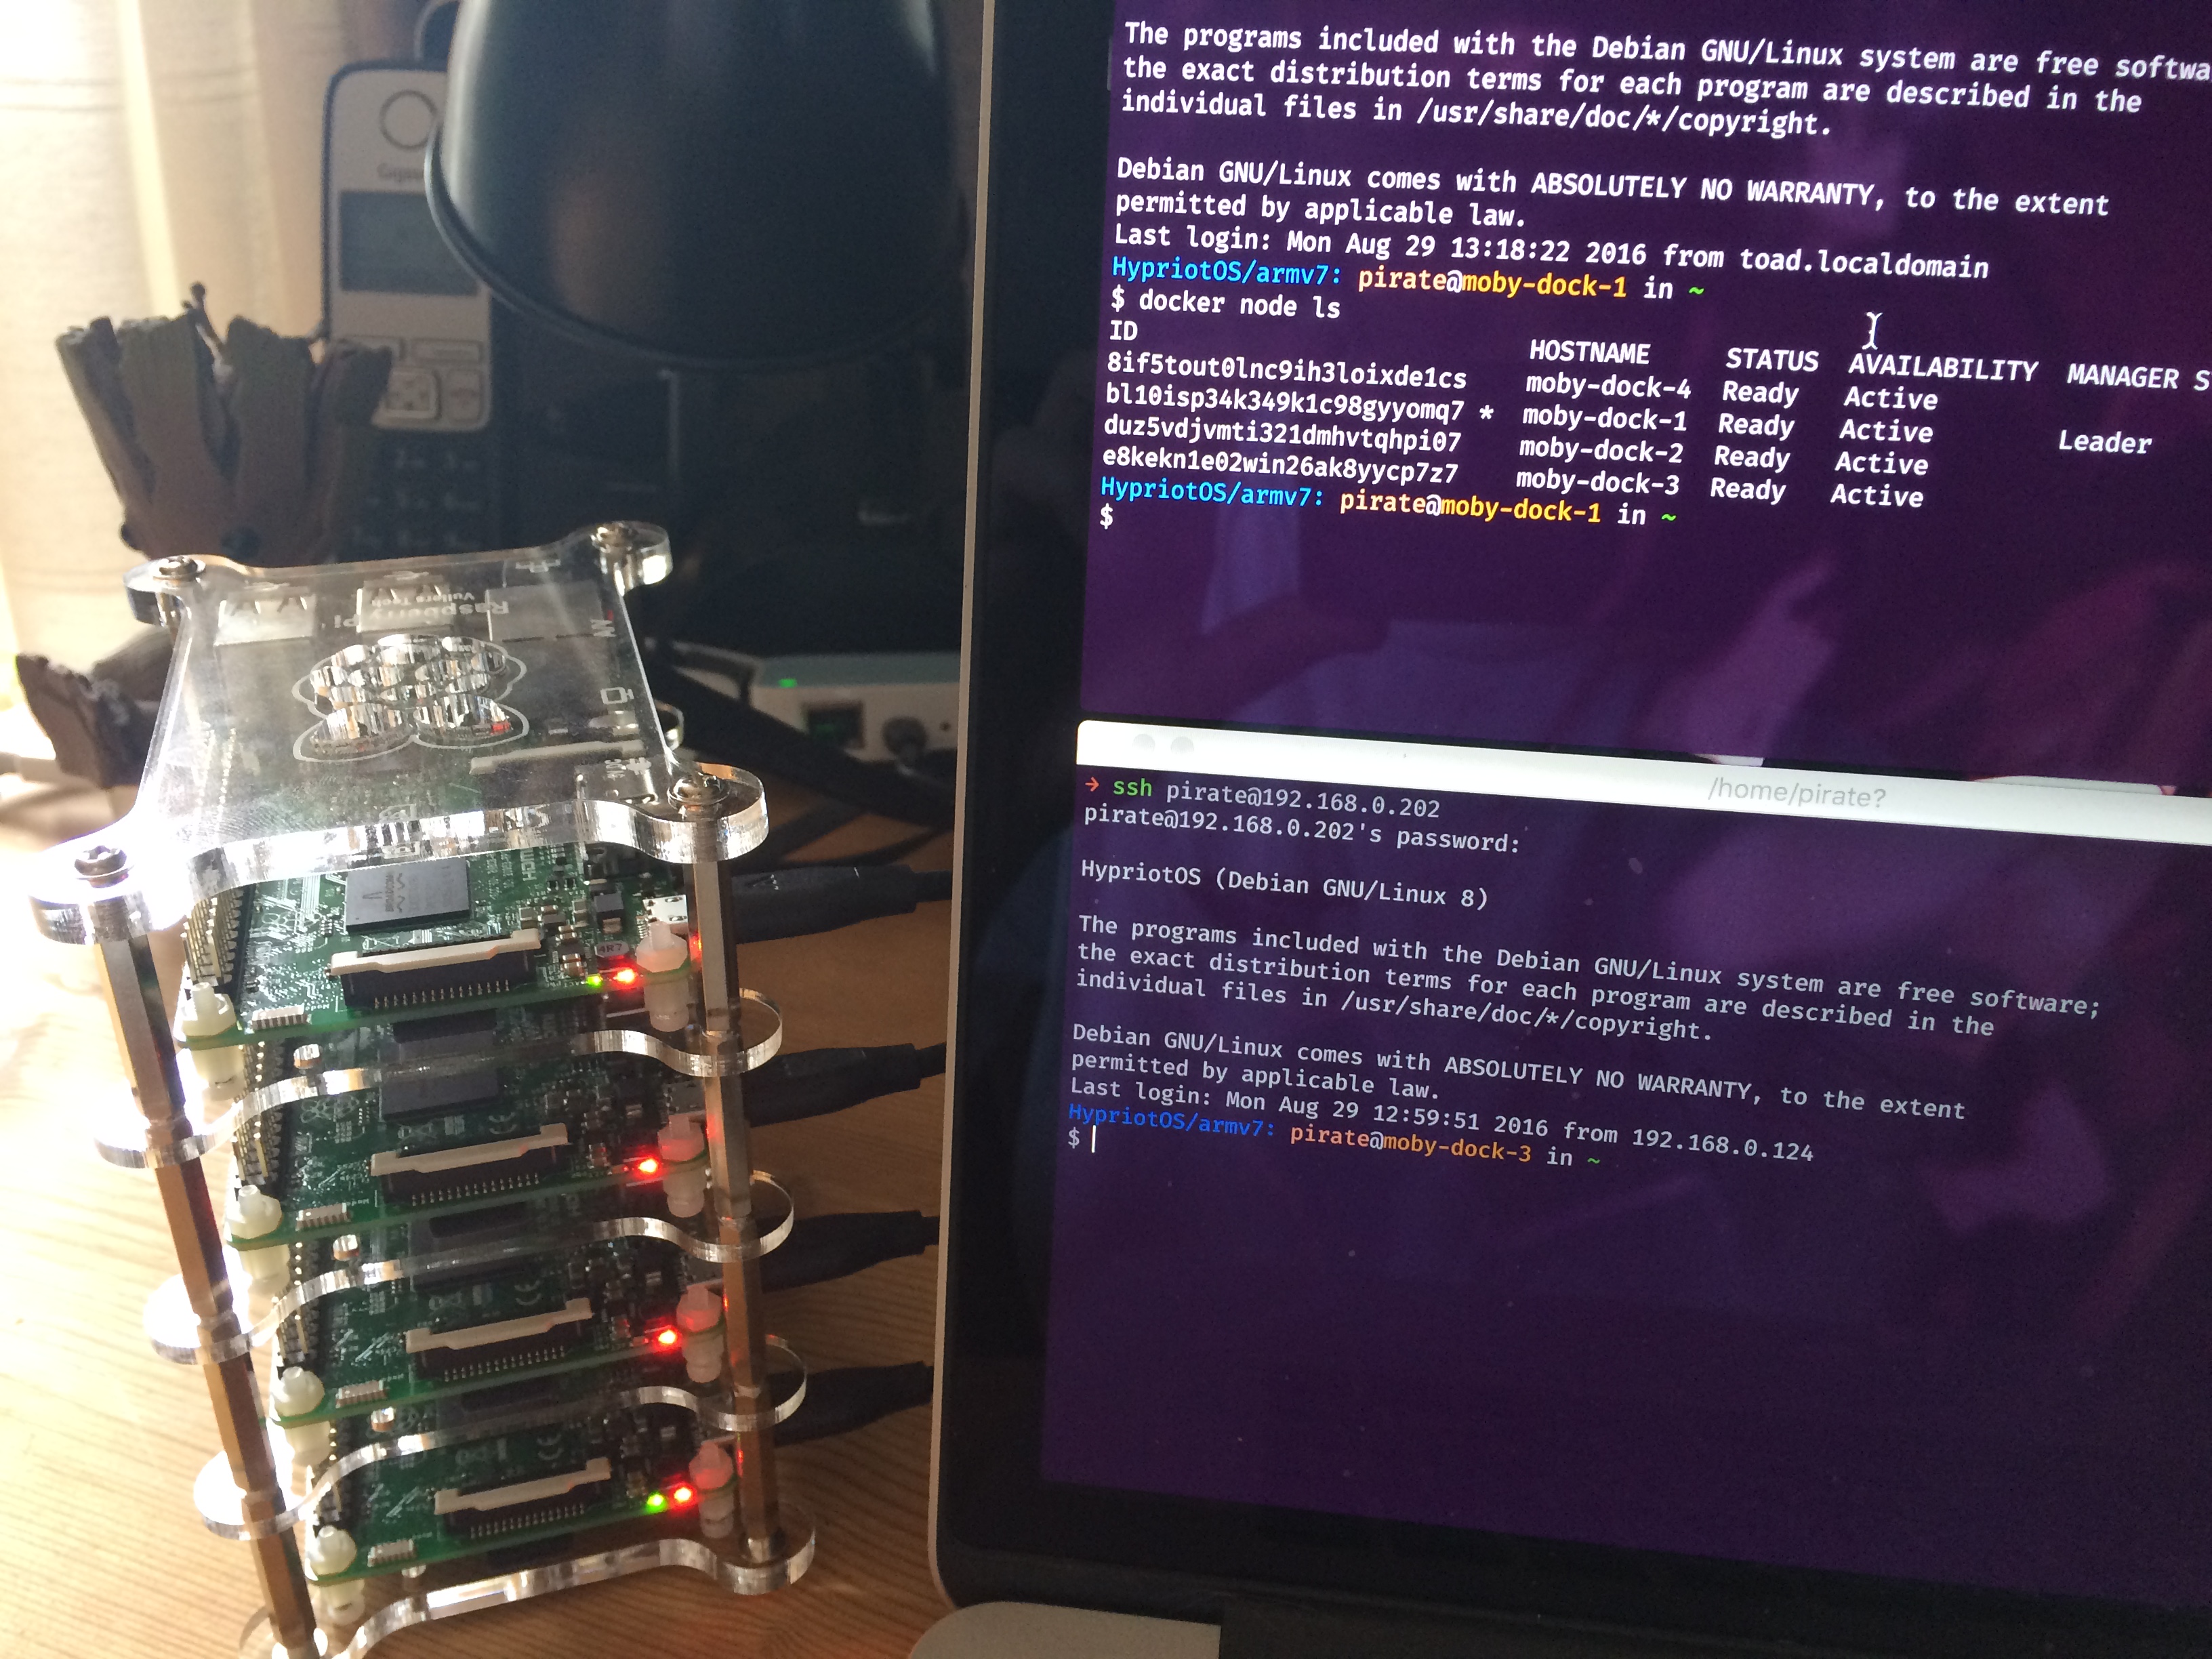 The programs included with the Debian GNU/Linux system are free softwa
the exact distribution terms for each program are described in the
individual files in /usr/share/doc/*/copyright.
Debian GNU/Linux comes with ABSOLUTELY NO WARRANTY, to the extent
permitted by applicable law.
Last login: Mon Aug 29 13:18:22 2016 from toad.localdomain
HypriotOS/armv7: pirate@moby-dock-1 in ~
$ docker node ls
ID HOSTNAME STATUS AVAILABILITY MANAGER S
8if5tout0lnc9ih3loixde1cs moby-dock-4 Ready Active
bl10isp34k349k1c98gyyomq7 * moby-dock-1 Ready Active Leader
duz5vdjvmti321dmhvtqhpi07 moby-dock-2 Ready Active
e8kekn1e02win26ak8yycp7z7 moby-dock-3 Ready Active
HypriotOS/armv7: pirate@moby-dock-1 in ~
$
/home/pirate?
→ ssh pirate@192.168.0.202
pirate@192.168.0.202's password:
HypriotOS (Debian GNU/Linux 8)
The programs included with the Debian GNU/Linux system are free software;
the exact distribution terms for each program are described in the
individual files in /usr/share/doc/*/copyright.
Debian GNU/Linux comes with ABSOLUTELY NO WARRANTY, to the extent
permitted by applicable law.
Last login: Mon Aug 29 12:59:51 2016 from 192.168.0.124
HypriotOS/armv7: pirate@moby-dock-3 in ~
$
Raspberry Pi
4R7